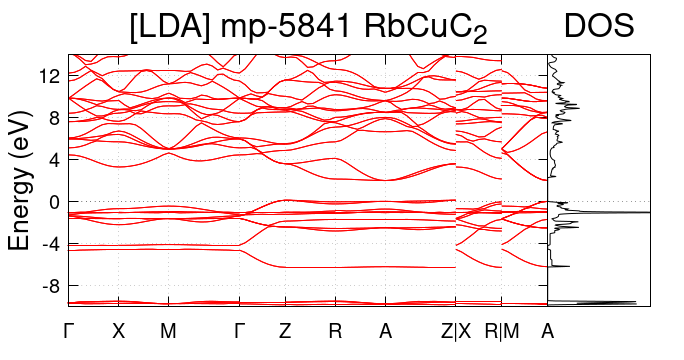 [LDA] mp-5841 RbCuC₂ DOS
Energy (eV)
12
8
4
0
-4
-8
Γ X M Γ Z R A Z|X R|M A